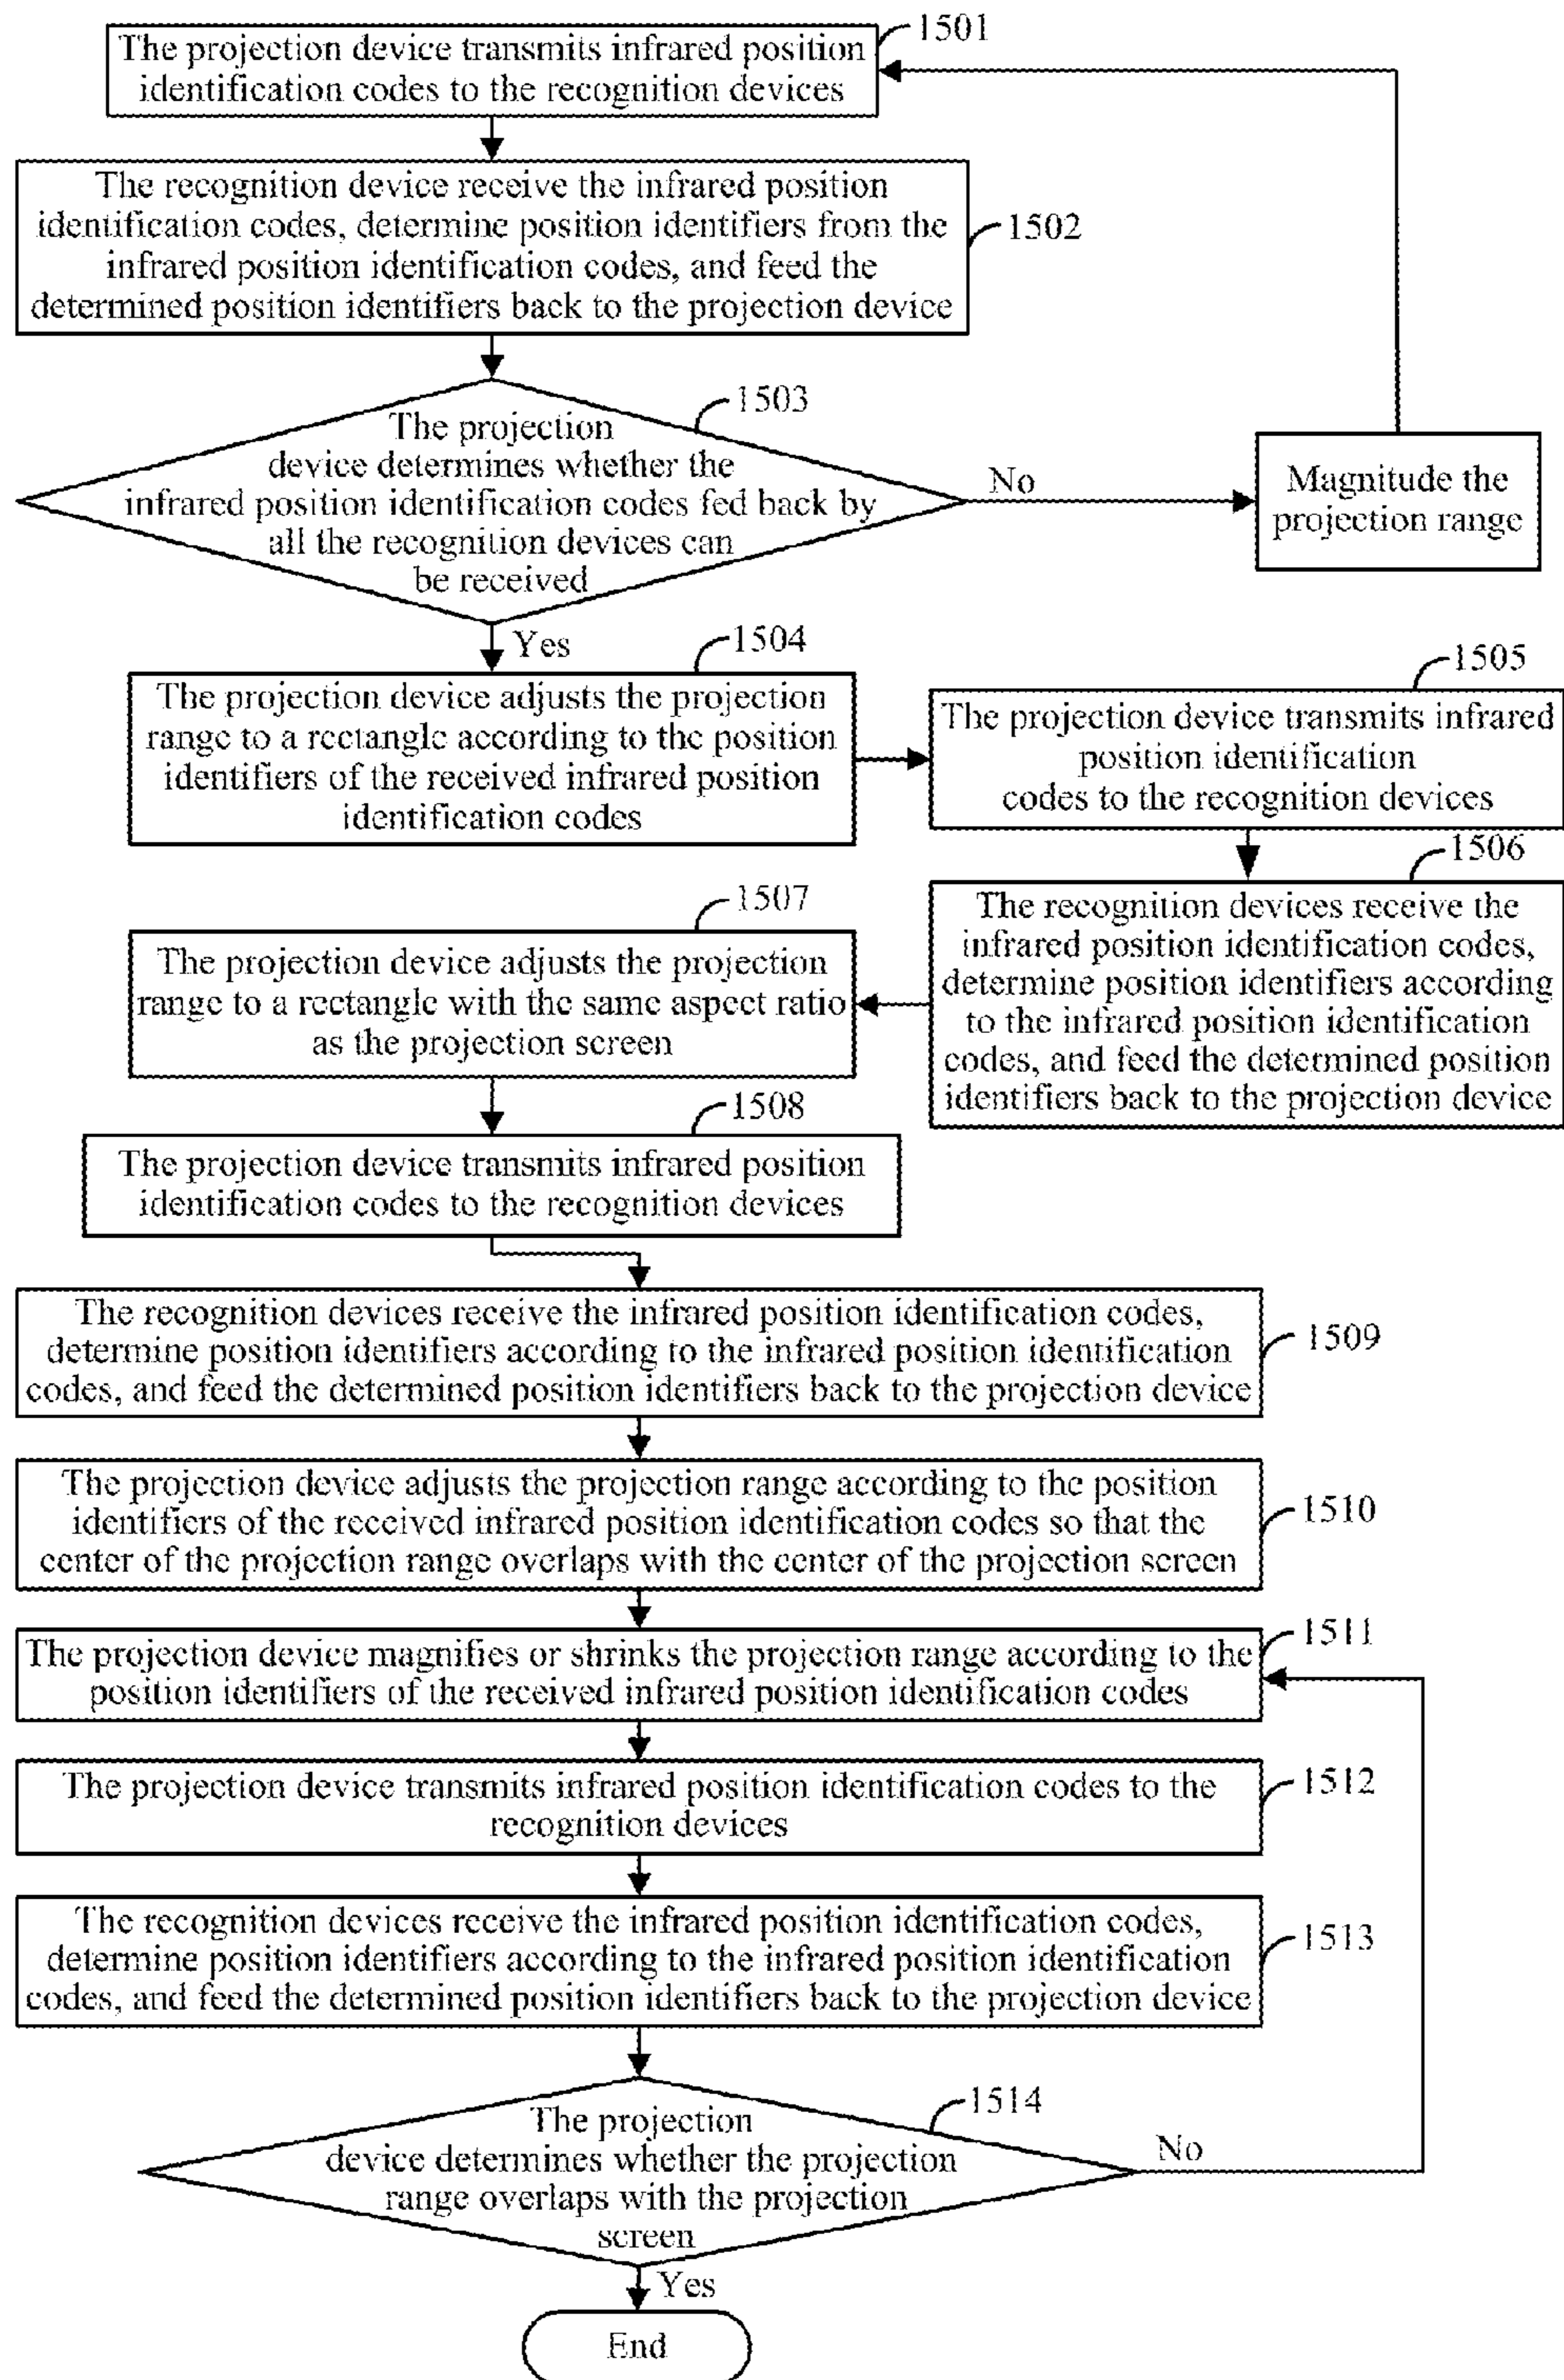 1501
The projection device transmits infrared position
identification codes to the recognition devices
The recognition device receive the infrared position
identification codes, determine position identifiers from the
infrared position identification codes, and feed the
determined position identifiers back to the projection device
1502
1503
The projection
device determines whether the
infrared position identification codes fed back by
all the recognition devices can
be received
No
Magnitude the
projection range
Yes
1504
The projection device adjusts the projection
range to a rectangle according to the position
identifiers of the received infrared position
identification codes
1505
The projection device transmits infrared
position identification
codes to the recognition devices
1506
The recognition devices receive the
infrared position identification codes,
determine position identifiers according
to the infrared position identification
codes, and feed the determined position
identifiers back to the projection device
1507
The projection device adjusts the projection
range to a rectangle with the same aspect ratio
as the projection screen
1508
The projection device transmits infrared position
identification codes to the recognition devices
The recognition devices receive the infrared position identification codes,
determine position identifiers according to the infrared position identification
codes, and feed the determined position identifiers back to the projection device
1509
The projection device adjusts the projection range according to the position
identifiers of the received infrared position identification codes so that the
center of the projection range overlaps with the center of the projection screen
1510
The projection device magnifies or shrinks the projection range according to the
position identifiers of the received infrared position identification codes
1511
The projection device transmits infrared position identification codes to the
recognition devices
1512
The recognition devices receive the infrared position identification codes,
determine position identifiers according to the infrared position identification
codes, and feed the determined position identifiers back to the projection device
1513
1514
The projection
device determines whether the projection
range overlaps with the projection
screen
No
Yes
End